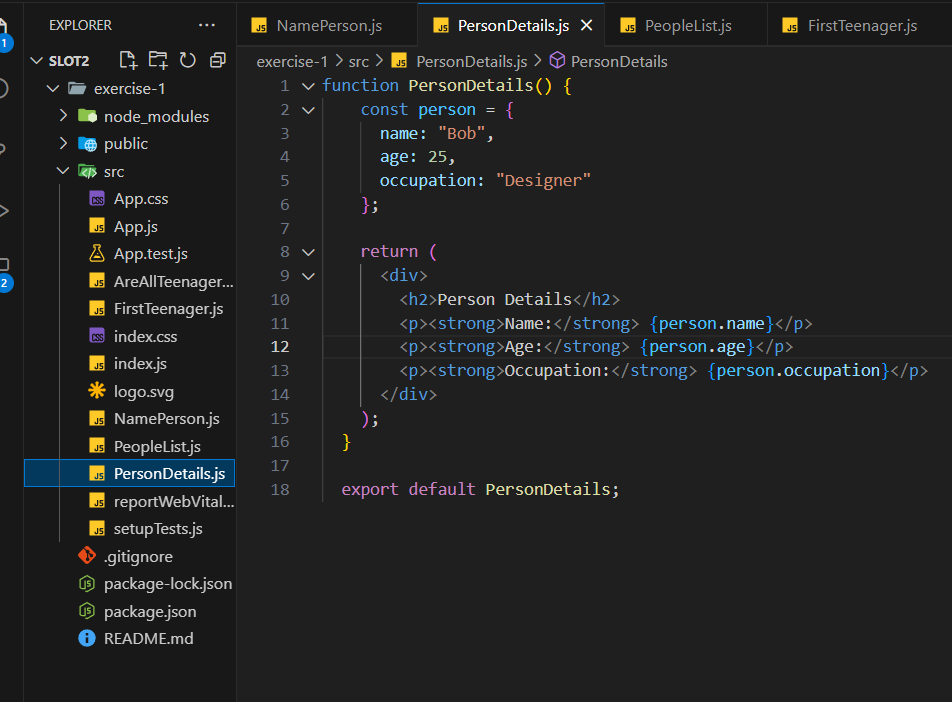 EXPLORER
SLOT2
exercise-1
node_modules
public
src
App.css
App.js
App.test.js
AreAllTeenager...
FirstTeenager.js
index.css
index.js
logo.svg
NamePerson.js
PeopleList.js
PersonDetails.js
reportWebVital...
setupTests.js
.gitignore
package-lock.json
package.json
README.md
1
2
NamePerson.js
PersonDetails.js
PeopleList.js
FirstTeenager.js
exercise-1 > src > PersonDetails.js > PersonDetails
1 function PersonDetails() {
2 const person = {
3 name: "Bob",
4 age: 25,
5 occupation: "Designer"
6 };
7
8 return (
9 <div>
10 <h2>Person Details</h2>
11 <p><strong>Name:</strong> {person.name}</p>
12 <p><strong>Age:</strong> {person.age}</p>
13 <p><strong>Occupation:</strong> {person.occupation}</p>
14 </div>
15 );
16 }
17
18 export default PersonDetails;